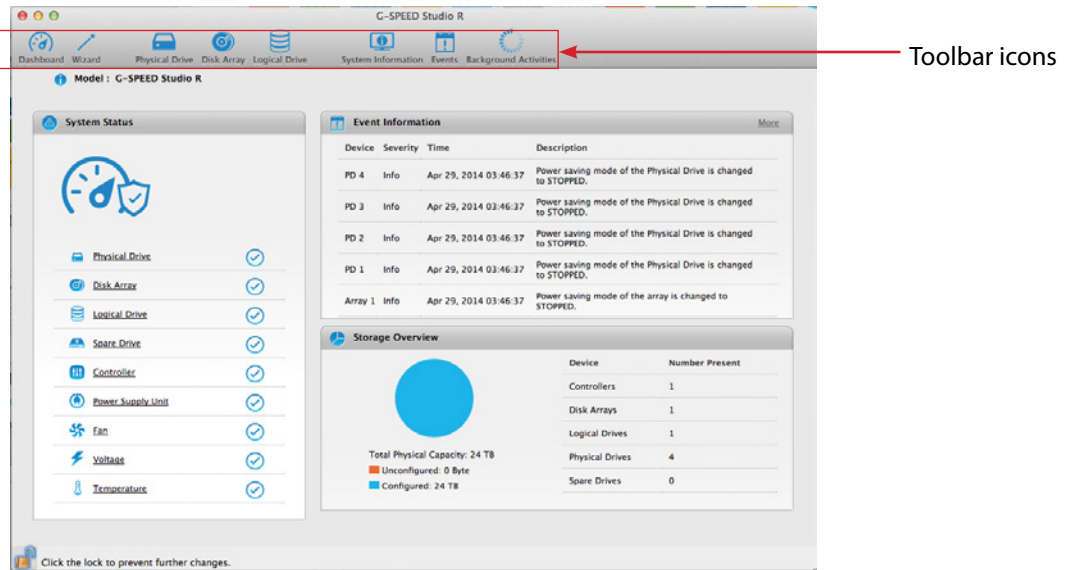 G-SPEED Studio R
Dashboard Wizard Physical Drive Disk Array Logical Drive System Information Events Background Activities
Toolbar icons
Model : G-SPEED Studio R
System Status
Physical Drive
Disk Array
Logical Drive
Spare Drive
Controller
Power Supply Unit
Fan
Voltage
Temperature
Event Information More
Device Severity Time Description
PD 4 Info Apr 29, 2014 03:46:37 Power saving mode of the Physical Drive is changed
to STOPPED.
PD 3 Info Apr 29, 2014 03:46:37 Power saving mode of the Physical Drive is changed
to STOPPED.
PD 2 Info Apr 29, 2014 03:46:37 Power saving mode of the Physical Drive is changed
to STOPPED.
PD 1 Info Apr 29, 2014 03:46:37 Power saving mode of the Physical Drive is changed
to STOPPED.
Array 1 Info Apr 29, 2014 03:46:37 Power saving mode of the array is changed to
STOPPED.
Storage Overview
Total Physical Capacity: 24 TB
Unconfigured: 0 Byte
Configured: 24 TB
Device Number Present
Controllers 1
Disk Arrays 1
Logical Drives 1
Physical Drives 4
Spare Drives 0
Click the lock to prevent further changes.